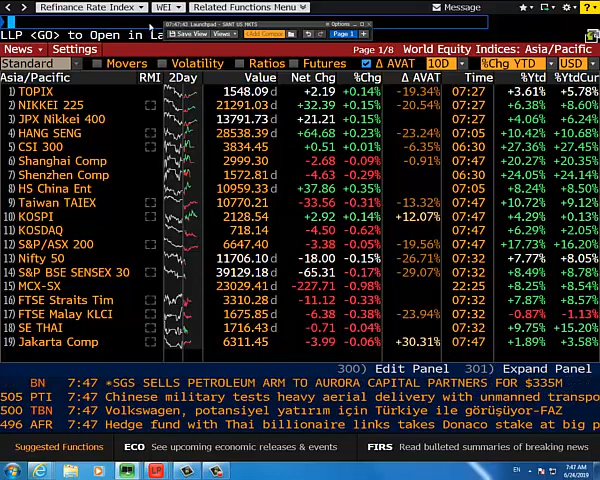 Refinance Rate Index WEI Related Functions Menu Message
07:47:43 Launchpad - SANT US MKTS Options
Save View Views Page 1
LLP <GO> to Open in La
News Settings Page 1/8 World Equity Indices: Asia/Pacific
Standard Movers Volatility Ratios Futures Δ AVAT 10D %Chg YTD USD
Asia/Pacific RMI 2Day Value Net Chg %Chg Δ AVAT Time %Ytd %YtdCur
1) TOPIX 1548.09 d +2.19 +0.14% -19.34% 07:27 +3.61% +5.78%
2) NIKKEI 225 21291.03 d +32.39 +0.15% -20.54% 07:27 +6.38% +8.60%
3) JPX Nikkei 400 13791.73 d +21.21 +0.15% 07:27 +4.06% +6.24%
4) HANG SENG 28538.39 d +64.68 +0.23% -23.24% 07:05 +10.42% +10.68%
5) CSI 300 3834.45 +0.51 +0.01% -6.35% 06:30 +27.36% +27.45%
6) Shanghai Comp 2999.30 -2.68 -0.09% -0.91% 07:32 +20.27% +20.35%
7) Shenzhen Comp 1572.81 d -4.63 -0.29% 06:30 +24.05% +24.14%
8) HS China Ent 10959.33 d +37.86 +0.35% 07:05 +8.24% +8.50%
9) Taiwan TAIEX 10770.21 -33.56 -0.31% -13.32% 07:32 +10.72% +9.12%
10) KOSPI 2128.54 +2.92 +0.14% +12.07% 07:32 +4.29% +0.13%
11) KOSDAQ 718.14 -4.50 -0.62% 07:32 +6.29% +2.05%
12) S&P/ASX 200 6647.40 -3.38 -0.05% -19.56% 07:32 +17.73% +16.20%
13) Nifty 50 11706.10 d -18.00 -0.15% -26.71% 07:32 +7.77% +8.05%
14) S&P BSE SENSEX 30 39129.18 d -65.31 -0.17% -29.07% 07:32 +8.49% +8.78%
15) MCX-SX 23029.41 d -227.71 -0.98% 22:25 +8.25% +8.54%
16) FTSE Straits Tim 3310.28 d -11.12 -0.33% 07:32 +7.87% +8.57%
17) FTSE Malay KLCI 1675.85 d -6.38 -0.38% -23.94% 07:32 -0.87% -1.13%
18) SE THAI 1716.43 d -0.71 -0.04% 07:32 +9.75% +15.20%
19) Jakarta Comp 6311.45 -3.99 -0.06% +30.31% 07:32 +1.89% +3.58%
300) Edit Panel 301) Expand Panel
BN 7:47 *SGS SELLS PETROLEUM ARM TO AURORA CAPITAL PARTNERS FOR $335M
505 PTI 7:47 Chinese military tests heavy aerial delivery with unmanned transpo
500 TBN 7:47 Volkswagen, potansiyel yatırım için Türkiye ile görüşüyor-FAZ
496 AFR 7:47 Hedge fund with Thai billionaire links takes Donaco stake at big p
Suggested Functions ECO See upcoming economic releases & events FIRS Read bulleted summaries of breaking news
LP EN 7:47 AM
6/24/2019